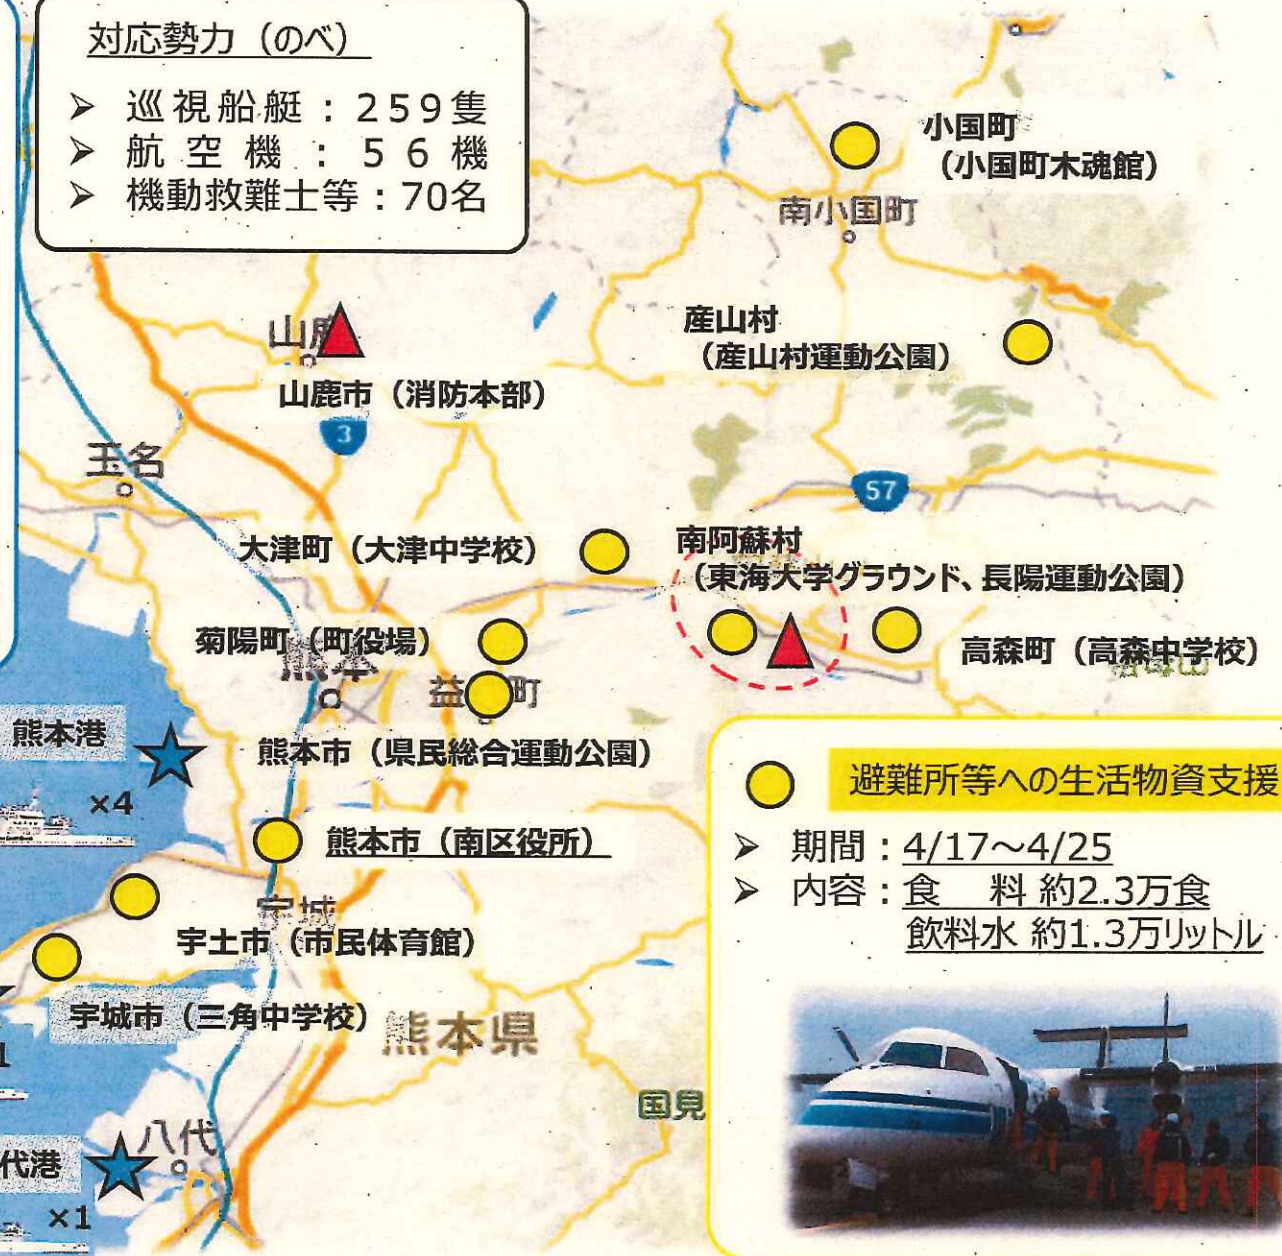 対応勢力（のべ）
➢ 巡視船艇：259隻
➢ 航空機：56機
➢ 機動救難士等：70名
小国町
（小国町木魂館）
南小国町
産山村
（産山村運動公園）
山鹿
山鹿市（消防本部）
3
玉名
57
大津町（大津中学校）
南阿蘇村
（東海大学グラウンド、長陽運動公園）
菊陽町（町役場）
熊本
高森町（高森中学校）
益 町
熊本港
×4
熊本市（県民総合運動公園）
避難所等への生活物資支援
熊本市（南区役所）
➢ 期間：4/17～4/25
➢ 内容：食　料 約2.3万食
飲料水 約1.3万リットル
宇城
宇土市（市民体育館）
宇城市（三角中学校）
熊本県
1
国見
八代
代港
×1